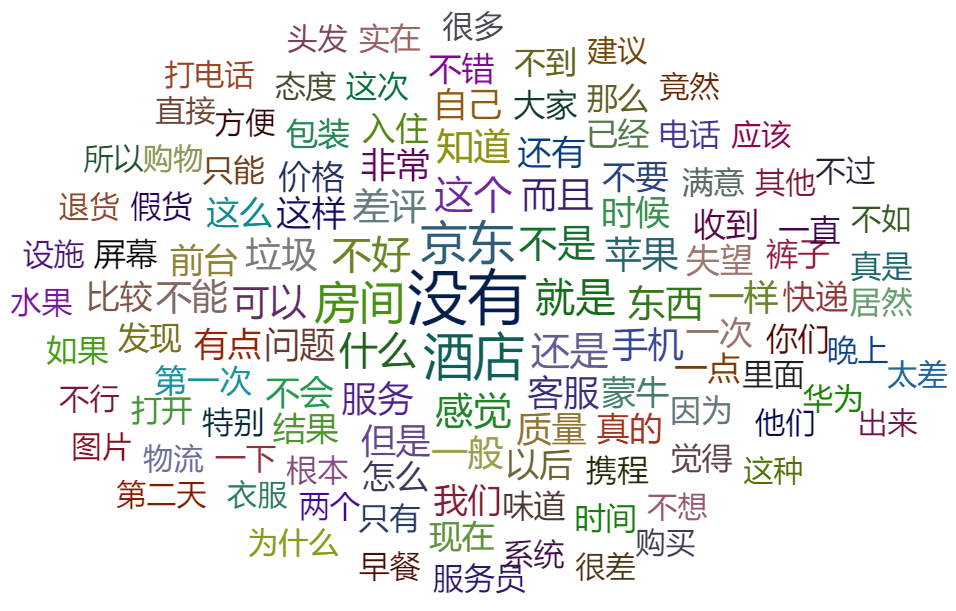 很多
头发 实在
不错 不到 建议
打电话 态度 这次 竟然
直接 自己 大家 那么
方便 包装 入住 知道 已经 电话 应该
所以 购物 只能 价格 非常 还有 不要 满意 其他 不过
退货 假货 这么 这样 差评 这个 而且 时候 收到 一直 不如
设施 屏幕 前台 垃圾 不好 京东 不是 苹果 失望 裤子 真是
水果 比较 不能 可以 房间 没有 就是 东西 一样 快递 居然
如果 发现 有点 问题 什么 酒店 还是 手机 一次 你们 晚上
第一次 不会 服务 客服 蒙牛 一点 里面 太差
不行 打开 特别 结果 感觉 质量 真的 因为 华为 他们 出来
图片 物流 一下 根本 但是 一般 以后 携程 觉得 这种
第二天 衣服 两个 怎么 我们 味道 时间 不想
只有 现在
为什么 早餐 系统 购买
服务员 很差